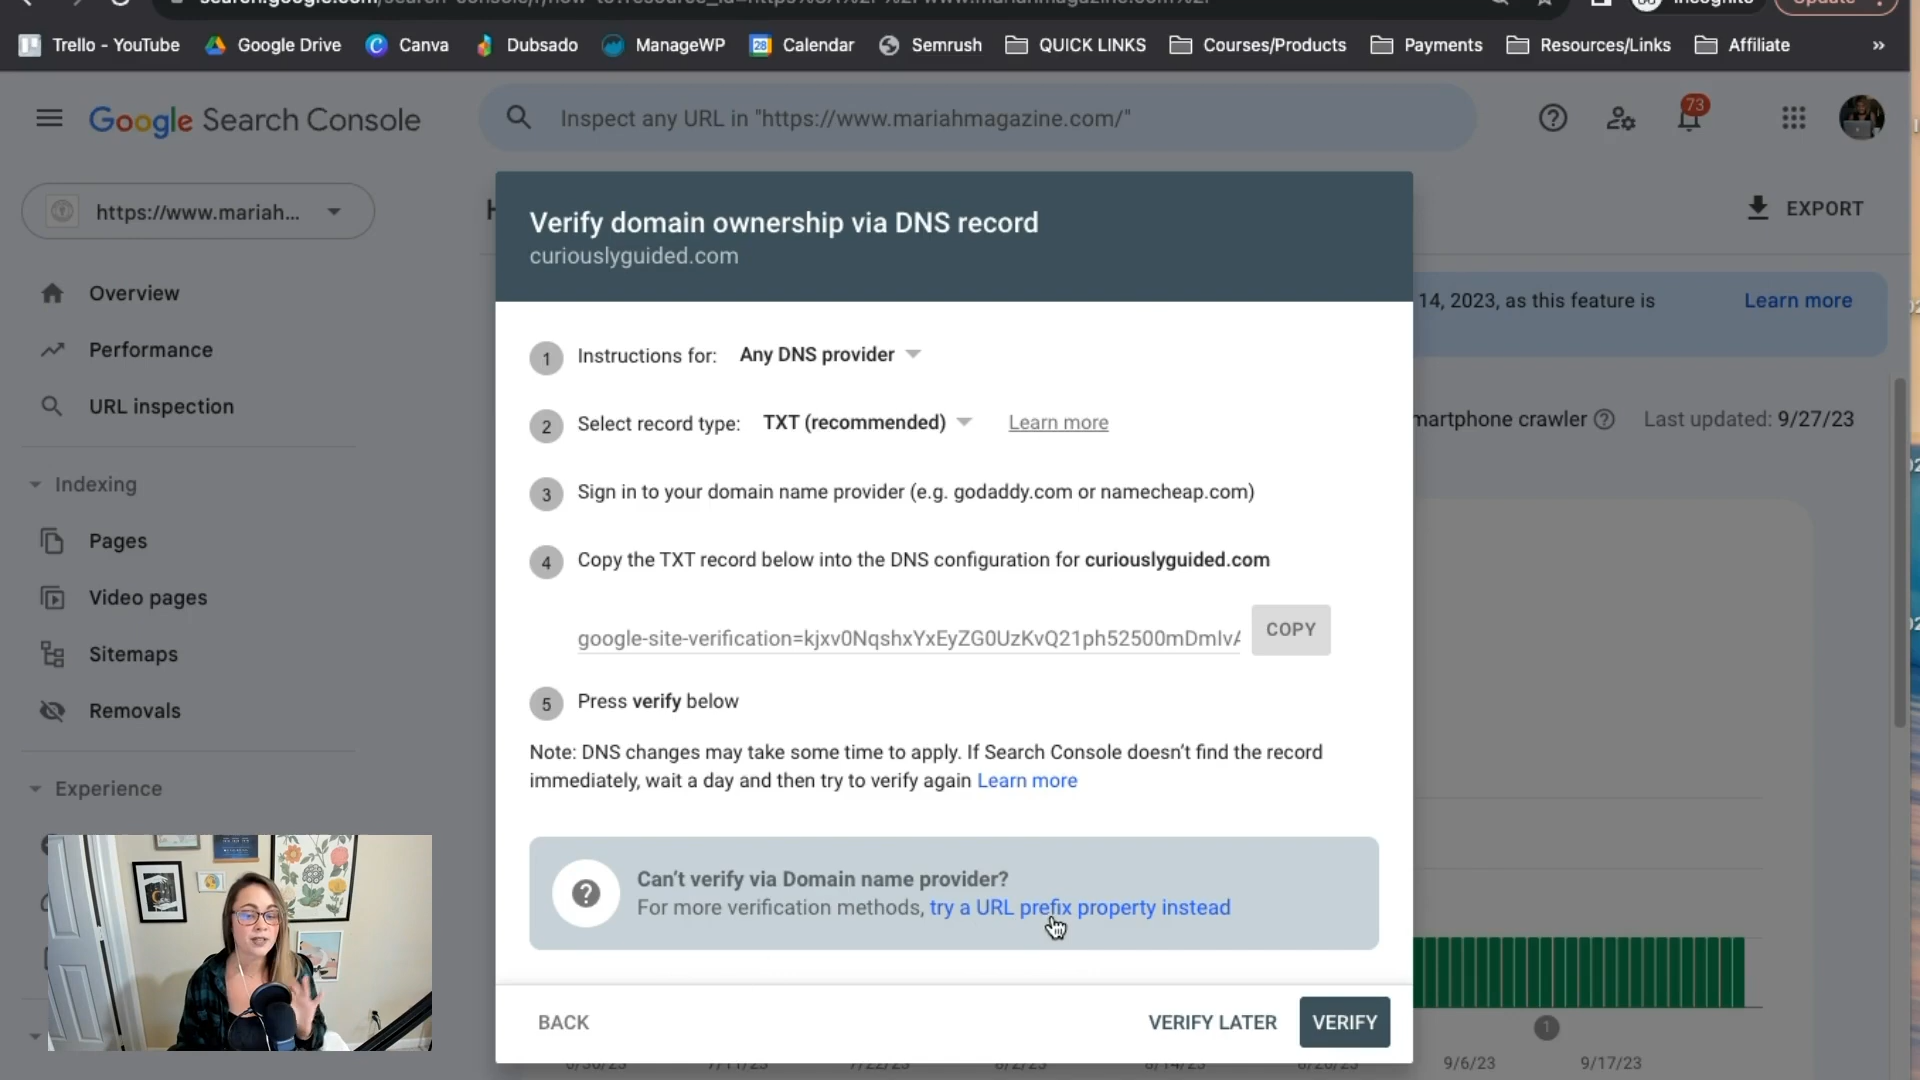 Trello - YouTube
Google Drive
Canva
Dubsado
ManageWP
28
Calendar
Semrush
QUICK LINKS
Courses/Products
Payments
Resources/Links
Affiliate
»
Google Search Console
Inspect any URL in "https://www.mariahmagazine.com/"
73
https://www.mariah...
EXPORT
Overview
Performance
URL inspection
Indexing
Pages
Video pages
Sitemaps
Removals
Experience
Verify domain ownership via DNS record
curiouslyguided.com
14, 2023, as this feature is
Learn more
1 Instructions for: Any DNS provider
2 Select record type: TXT (recommended) Learn more
martphone crawler
Last updated: 9/27/23
3 Sign in to your domain name provider (e.g. godaddy.com or namecheap.com)
4 Copy the TXT record below into the DNS configuration for curiouslyguided.com
google-site-verification=kjxv0NqshxYxEyZG0UzKvQ21ph52500mDmIvA
COPY
5 Press verify below
Note: DNS changes may take some time to apply. If Search Console doesn't find the record
immediately, wait a day and then try to verify again Learn more
Can't verify via Domain name provider?
For more verification methods, try a URL prefix property instead
BACK
VERIFY LATER
VERIFY
1
9/6/23
9/17/23